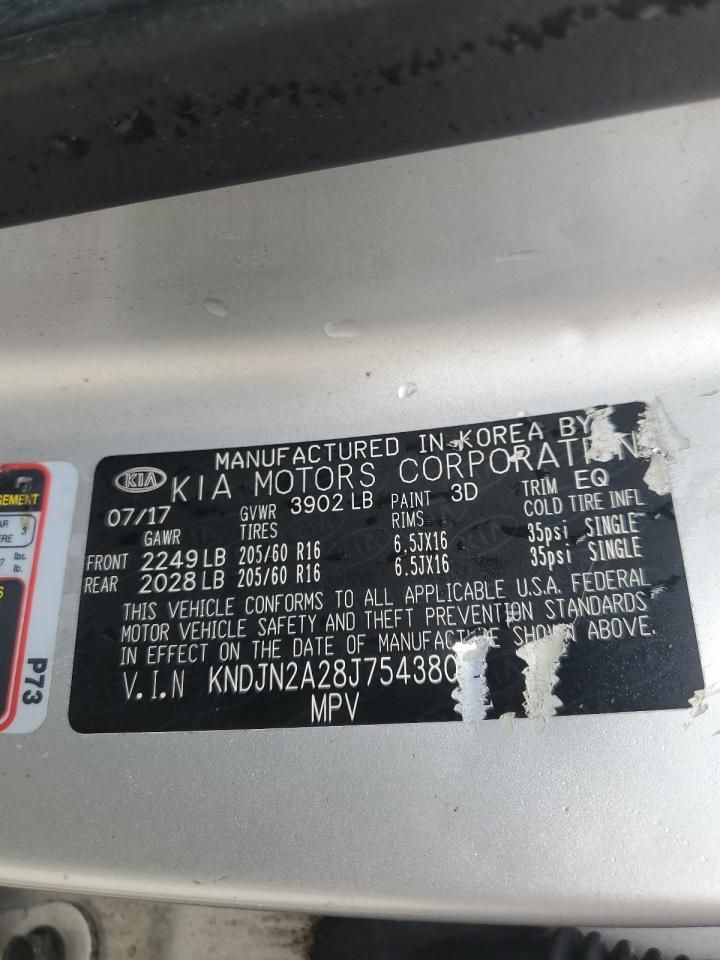 MANUFACTURED IN KOREA BY
KIA KIA MOTORS CORPORATION
07/17 GVWR 3902 LB PAINT 3D TRIM EQ
GAWR TIRES RIMS COLD TIRE INFL
FRONT 2249 LB 205/60 R16 6.5JX16 35psi SINGLE
REAR 2028 LB 205/60 R16 6.5JX16 35psi SINGLE
THIS VEHICLE CONFORMS TO ALL APPLICABLE U.S.A. FEDERAL
MOTOR VEHICLE SAFETY AND THEFT PREVENTION STANDARDS
IN EFFECT ON THE DATE OF MANUFACTURE SHOWN ABOVE.
V.I.N KNDJN2A28J754380
MPV
P73